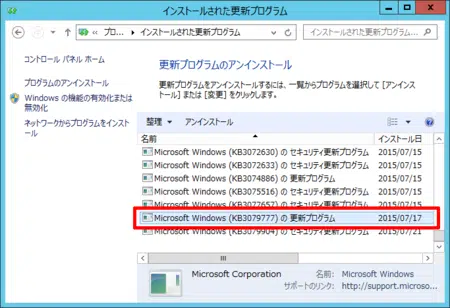 インストールされた更新プログラム
« プロ... ▸ インストールされた更新プログラム
インストールされた更新プログラム...
コントロール パネル ホーム
プログラムのアンインストール
Windows の機能の有効化または
無効化
ネットワークからプログラムをインス
トール
更新プログラムのアンインストール
更新プログラムをアンインストールするには、一覧からプログラムを選択して [アンイン
ストール] または [変更] をクリックします。
整理 アンインストール
名前 インストール日
Microsoft Windows (KB3072630) の セキュリティ更新プログラム 2015/07/15
Microsoft Windows (KB3072633) の セキュリティ更新プログラム 2015/07/15
Microsoft Windows (KB3074886) の 更新プログラム 2015/07/15
Microsoft Windows (KB3075516) の 更新プログラム 2015/07/15
Microsoft Windows (KB3077657) の セキュリティ更新プログラム 2015/07/15
Microsoft Windows (KB3079777) の 更新プログラム 2015/07/17
Microsoft Windows (KB3079904) の セキュリティ更新プログラム 2015/07/21
Microsoft Corporation 名前: Microsoft Windows
サポートのリンク: http://support.microso...